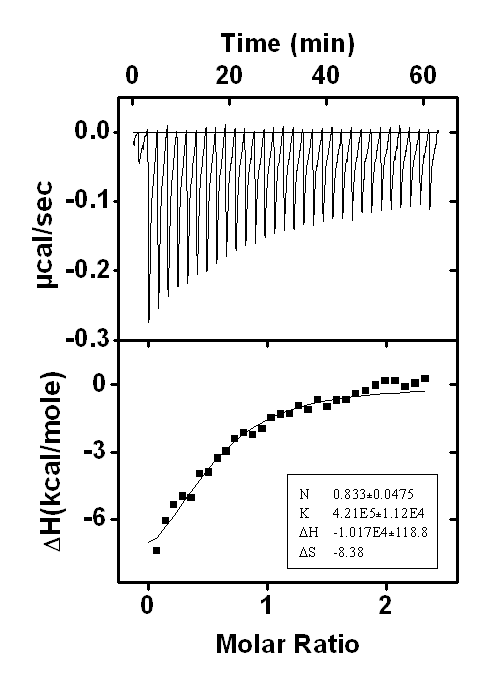 Time (min)
0 20 40 60
0.0
-0.1
-0.2
-0.3
µcal/sec
0
-3
-6
ΔH(kcal/mole)
N 0.833±0.0475
K 4.21E5±1.12E4
ΔH -1.017E4±118.8
ΔS -8.38
0 1 2
Molar Ratio